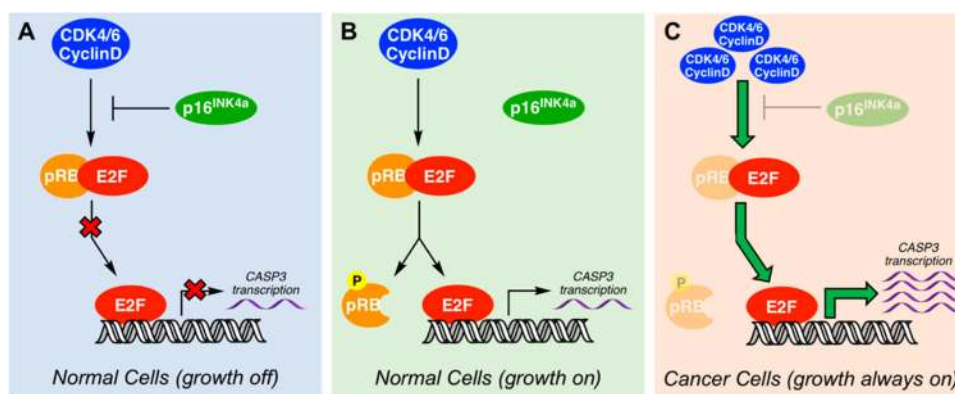 A
CDK4/6
CyclinD
p16INK4a
pRB
E2F
CASP3
transcription
E2F
Normal Cells (growth off)
B
CDK4/6
CyclinD
p16INK4a
pRB
E2F
P
pRB
E2F
CASP3
transcription
Normal Cells (growth on)
C
CDK4/6
CyclinD
CDK4/6
CyclinD
CDK4/6
CyclinD
p16INK4a
pRB
E2F
CASP3
transcription
P
pRB
E2F
Cancer Cells (growth always on)